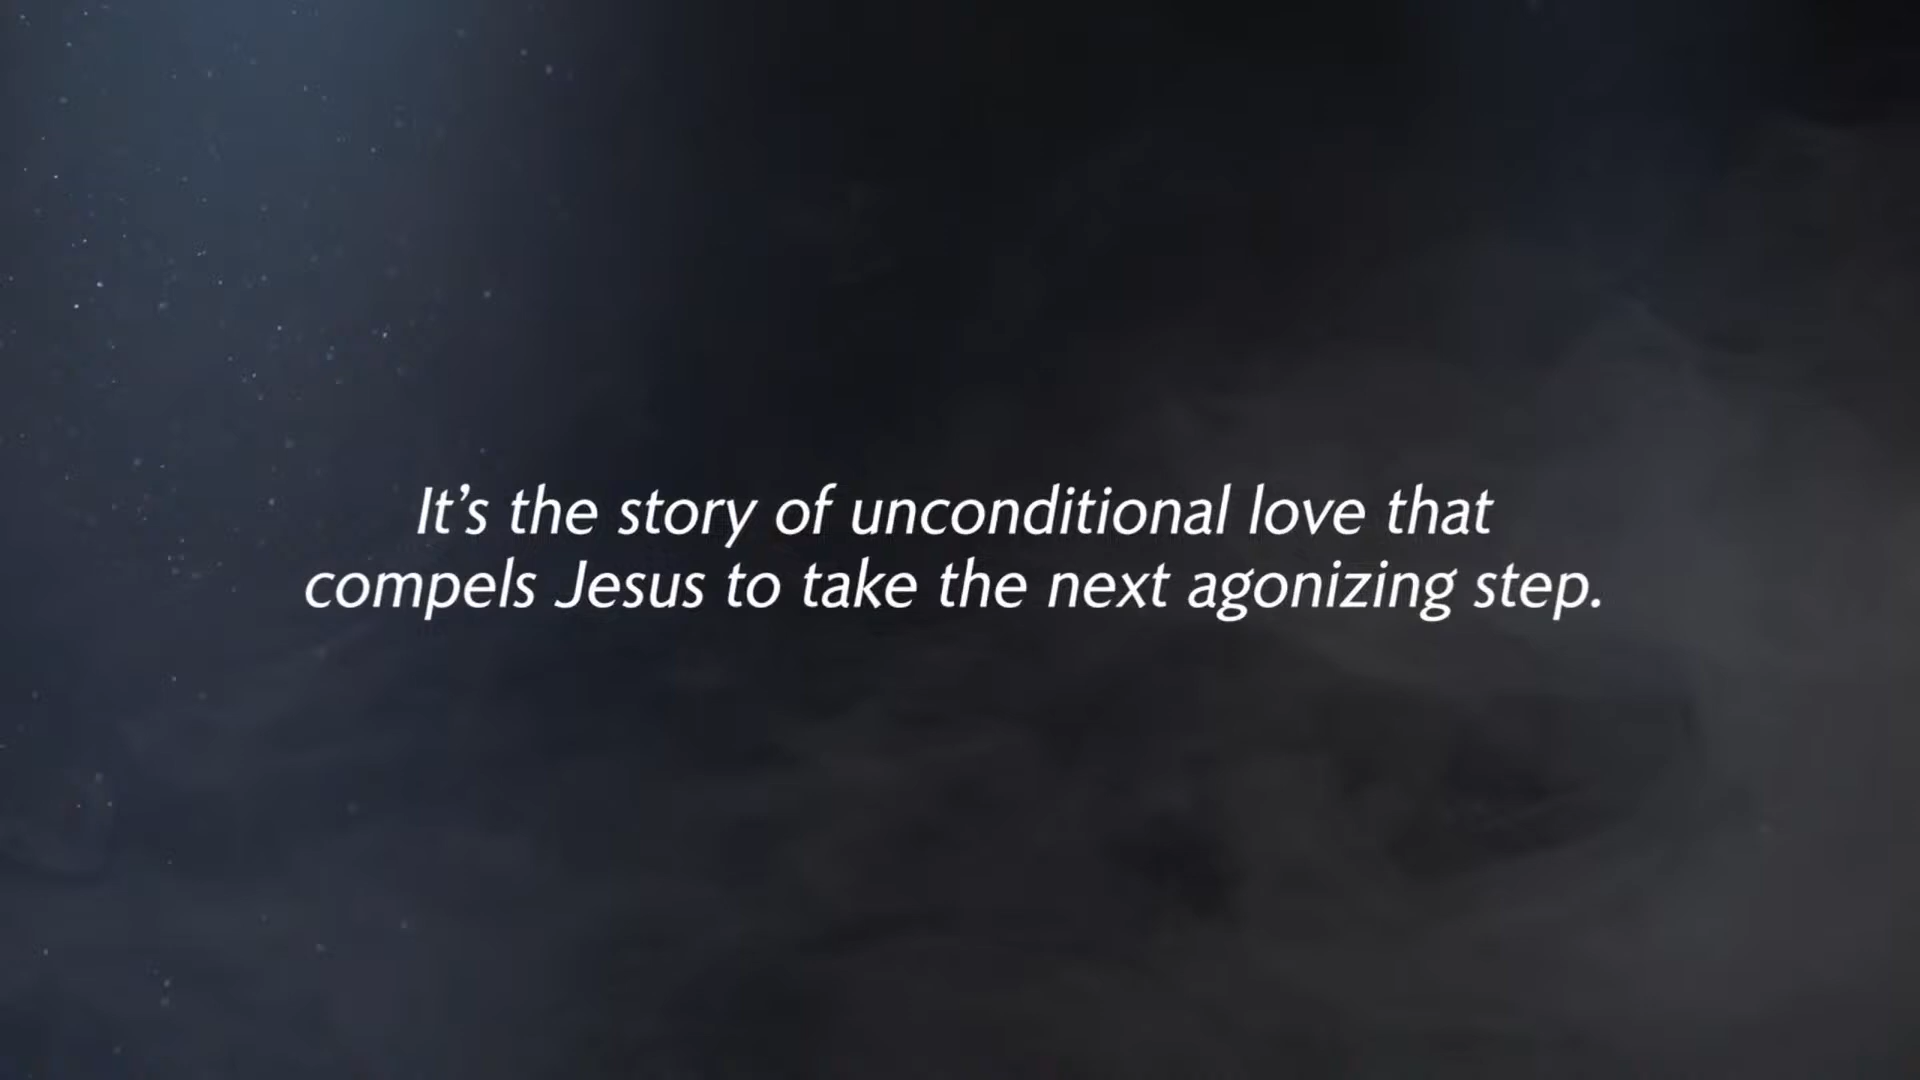 It’s the story of unconditional love that
compels Jesus to take the next agonizing step.